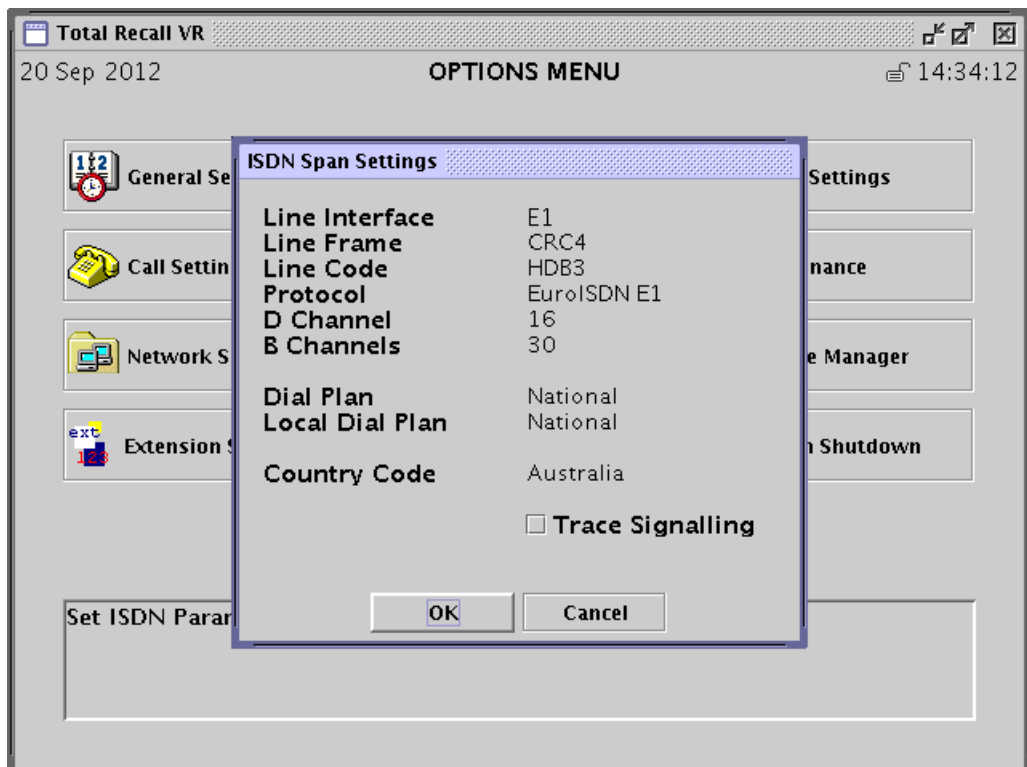 Total Recall VR
20 Sep 2012 OPTIONS MENU 14:34:12
ISDN Span Settings
General Se
Settings
Line Interface E1
Line Frame CRC4
Line Code HDB3
Protocol EuroISDN E1
D Channel 16
B Channels 30
Call Settin
nance
Network S
e Manager
Dial Plan National
Local Dial Plan National
ext
123
Extension
Shutdown
Country Code Australia
Trace Signalling
OK Cancel
Set ISDN Parar